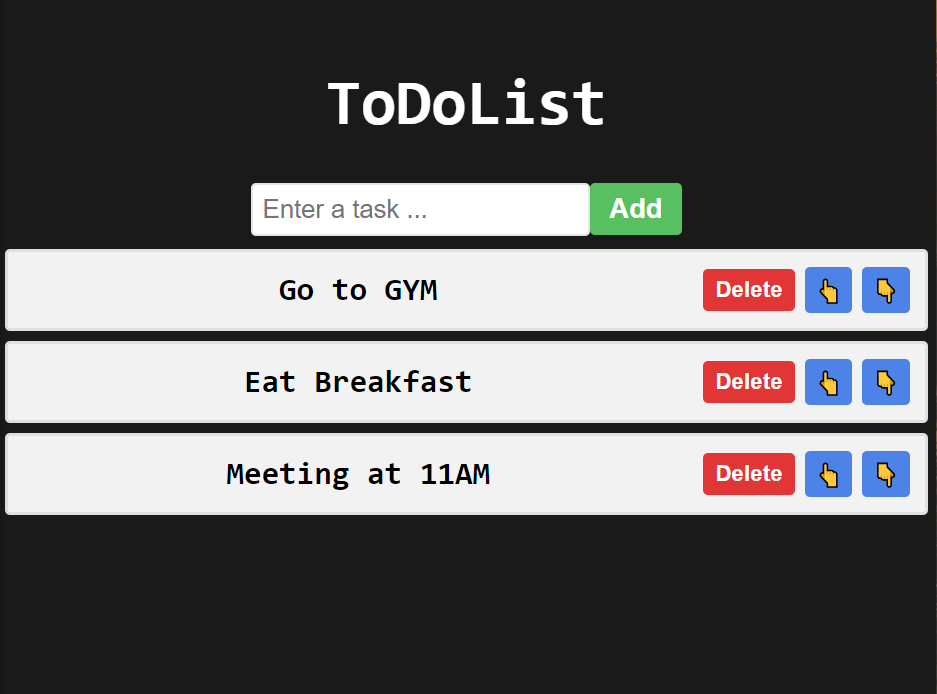 ToDoList
Enter a task ... Add
Go to GYM Delete 👆 👇
Eat Breakfast Delete 👆 👇
Meeting at 11AM Delete 👆 👇